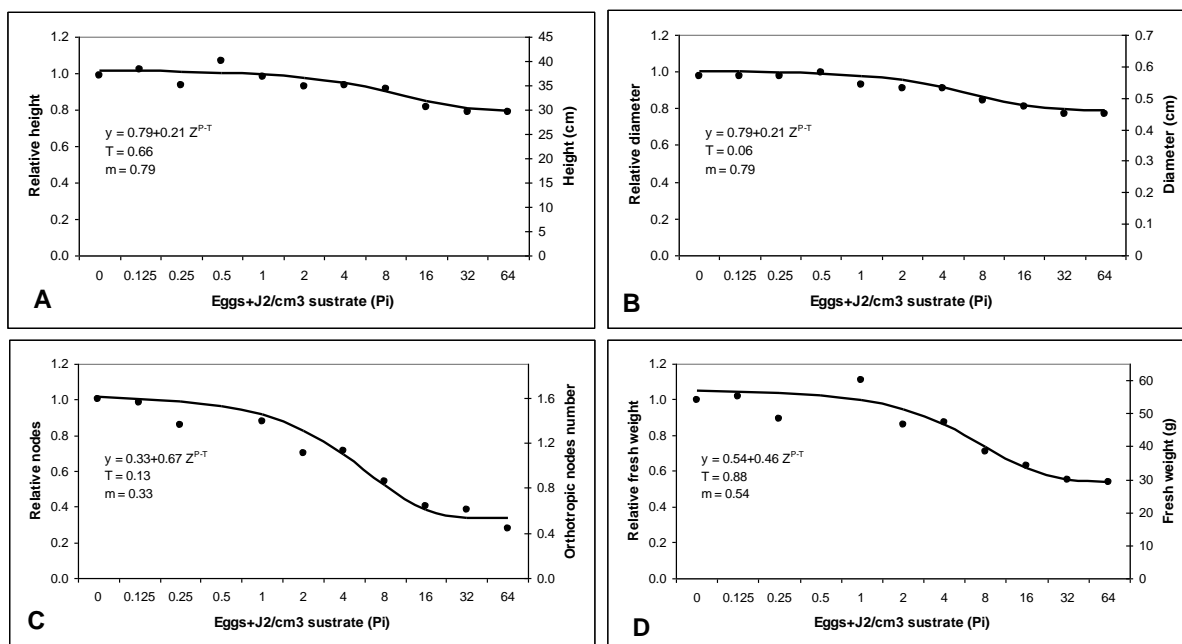 Relative height
1.2
1.0
0.8
0.6
0.4
0.2
0.0
y = 0.79+0.21 Z^P-T
T = 0.66
m = 0.79
45
40
35
30
25
20
15
10
5
0
Height (cm)
0 0.125 0.25 0.5 1 2 4 8 16 32 64
Eggs+J2/cm3 sustrate (Pi)
A
Relative diameter
1.2
1.0
0.8
0.6
0.4
0.2
0.0
y = 0.79+0.21 Z^P-T
T = 0.06
m = 0.79
0.7
0.6
0.5
0.4
0.3
0.2
0.1
0
Diameter (cm)
0 0.125 0.25 0.5 1 2 4 8 16 32 64
Eggs+J2/cm3 sustrate (Pi)
B
Relative nodes
1.2
1.0
0.8
0.6
0.4
0.2
0.0
y = 0.33+0.67 Z^P-T
T = 0.13
m = 0.33
1.6
1.2
0.8
0.4
0.0
Orthotropic nodes number
0 0.125 0.25 0.5 1 2 4 8 16 32 64
Eggs+J2/cm3 sustrate (Pi)
C
Relative fresh weight
1.2
1.0
0.8
0.6
0.4
0.2
0.0
y = 0.54+0.46 Z^P-T
T = 0.88
m = 0.54
60
50
40
30
20
10
0
Fresh weight (g)
0 0.125 0.25 0.5 1 2 4 8 16 32 64
Eggs+J2/cm3 sustrate (Pi)
D